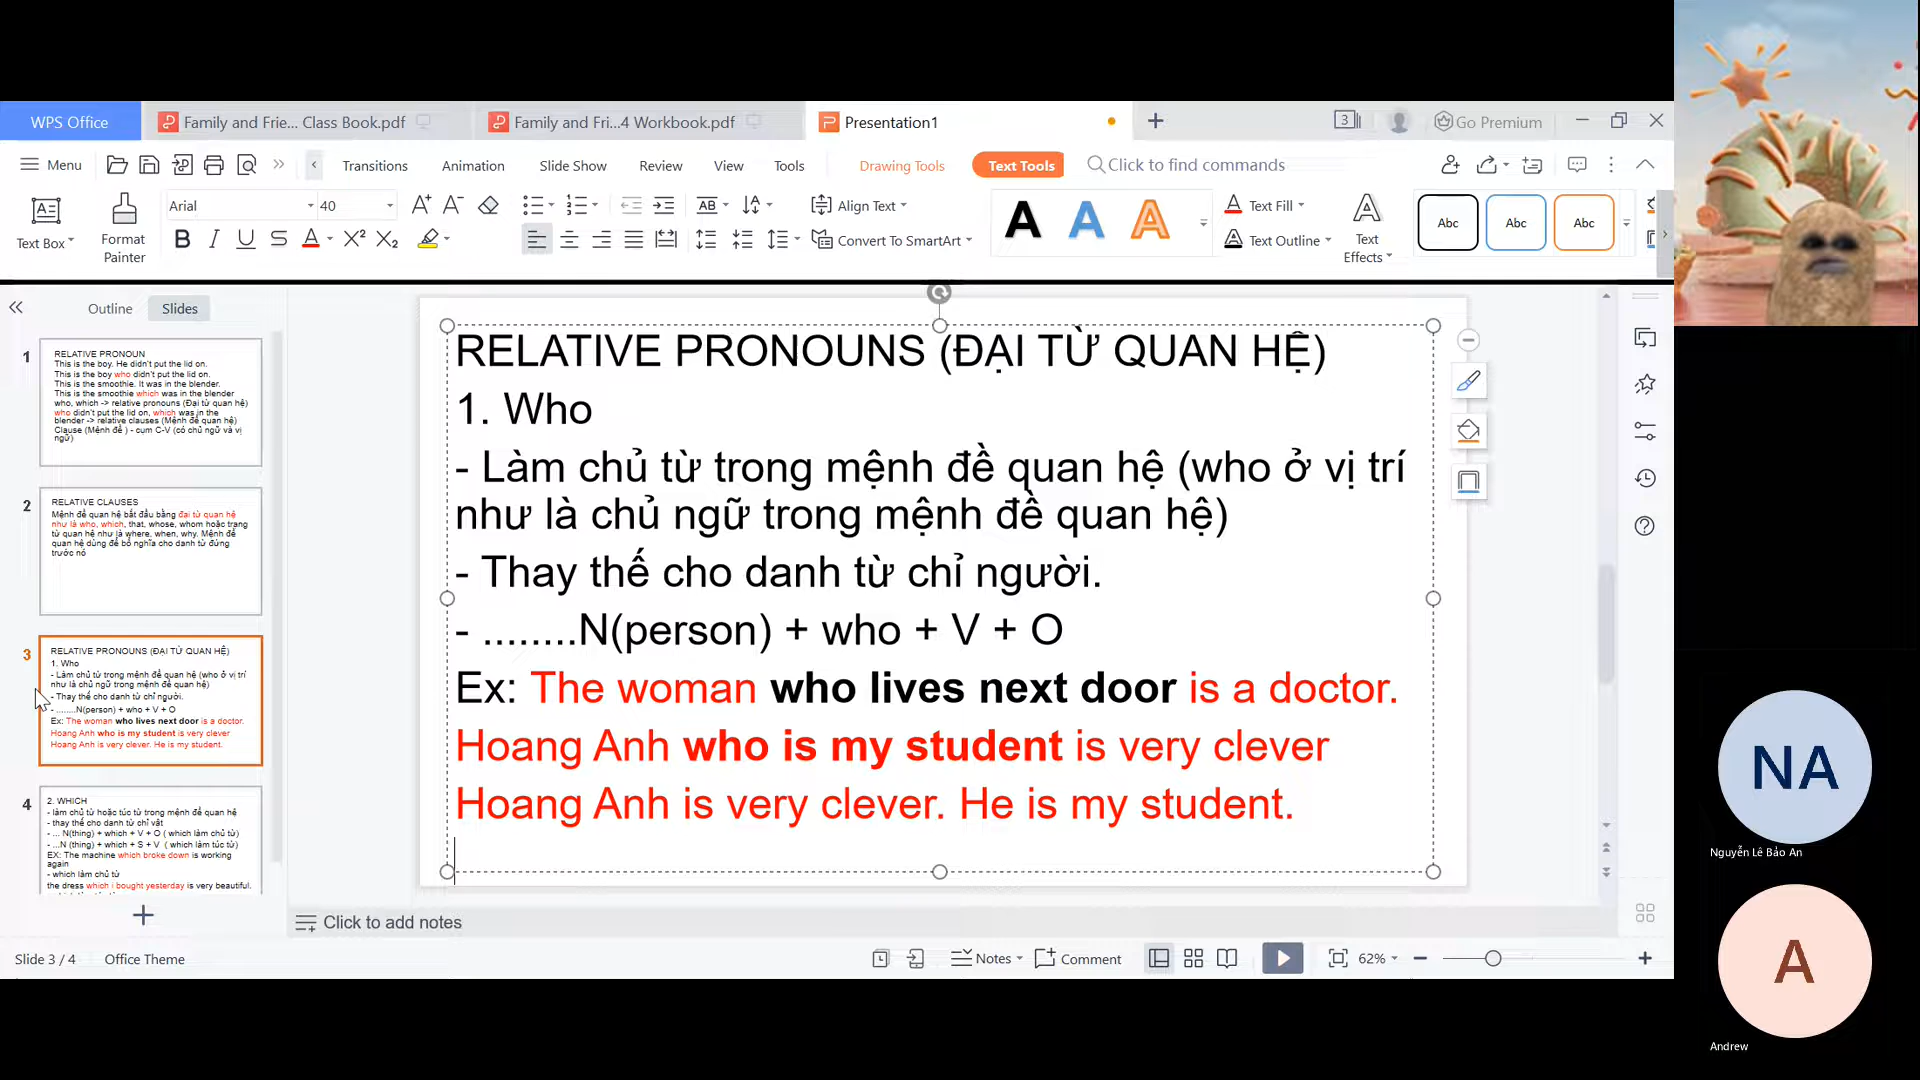 WPS Office
Family and Frie... Class Book.pdf
Family and Fri...4 Workbook.pdf
Presentation1
3
Go Premium
Menu
Transitions
Animation
Slide Show
Review
View
Tools
Drawing Tools
Text Tools
Click to find commands
Text Box
Format
Painter
Arial
40
Align Text
Convert To SmartArt
Text Fill
Text Outline
Text
Effects
Abc
Abc
Abc
Outline
Slides
1
RELATIVE PRONOUN
This is the boy. He didn't put the lid on.
This is the boy who didn't put the lid on.
This is the smoothie. It was in the blender.
This is the smoothie which was in the blender
who, which -> relative pronouns (Đại từ quan hệ)
who didn't put the lid on, which was in the
blender -> relative clauses (Mệnh đề quan hệ)
Clause (Mệnh đề ) - cụm C-V (có chủ ngữ và vị
ngữ)
2
RELATIVE CLAUSES
Mệnh đề quan hệ bắt đầu bằng đại từ quan hệ
như là who, which, that, whose, whom hoặc trạng
từ quan hệ như là where, when, why. Mệnh đề
quan hệ dùng để bổ nghĩa cho danh từ đứng
trước nó
3
RELATIVE PRONOUNS (ĐẠI TỪ QUAN HỆ)
1. Who
- Làm chủ từ trong mệnh đề quan hệ (who ở vị trí
như là chủ ngữ trong mệnh đề quan hệ)
- Thay thế cho danh từ chỉ người.
- ........N(person) + who + V + O
Ex: The woman who lives next door is a doctor.
Hoang Anh who is my student is very clever
Hoang Anh is very clever. He is my student.
4
2. WHICH
- làm chủ từ hoặc túc từ trong mệnh đề quan hệ
- thay thế cho danh từ chỉ vật
- ... N(thing) + which + V + O ( which làm chủ từ)
- ...N (thing) + which + S + V ( which làm túc từ)
EX: The machine which broke down is working
again
- which làm chủ từ
the dress which i bought yesterday is very beautiful.
RELATIVE PRONOUNS (ĐẠI TỪ QUAN HỆ)
1. Who
- Làm chủ từ trong mệnh đề quan hệ (who ở vị trí
như là chủ ngữ trong mệnh đề quan hệ)
- Thay thế cho danh từ chỉ người.
- ........N(person) + who + V + O
Ex: The woman who lives next door is a doctor.
Hoang Anh who is my student is very clever
Hoang Anh is very clever. He is my student.
Click to add notes
Slide 3 / 4
Office Theme
Notes
Comment
62%
NA
Nguyễn Lê Bảo An
A
Andrew